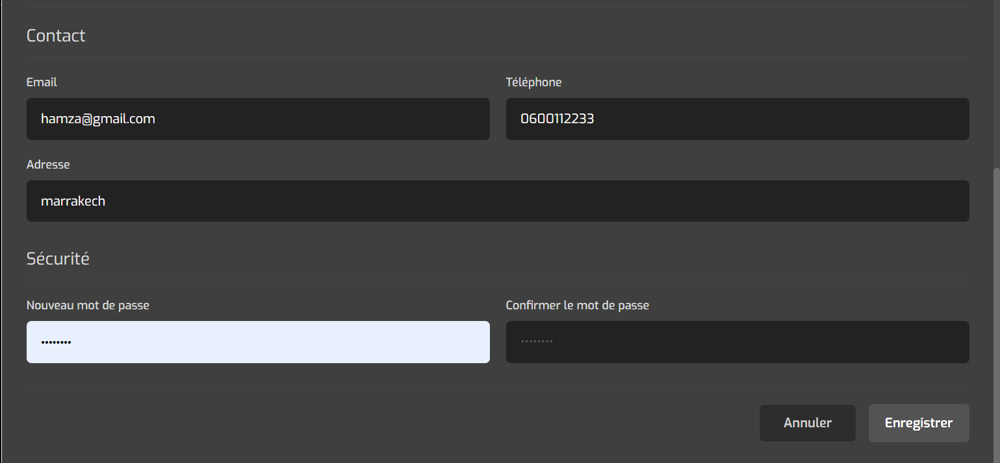 Contact
Email
Téléphone
hamza@gmail.com
0600112233
Adresse
marrakech
Sécurité
Nouveau mot de passe
Confirmer le mot de passe
••••••••
••••••••
Annuler
Enregistrer